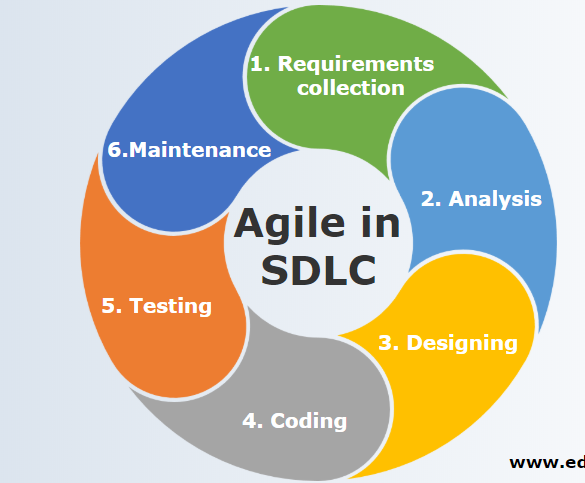 1. Requirements
collection
2. Analysis
3. Designing
4. Coding
5. Testing
6.Maintenance
Agile in
SDLC
www.ed